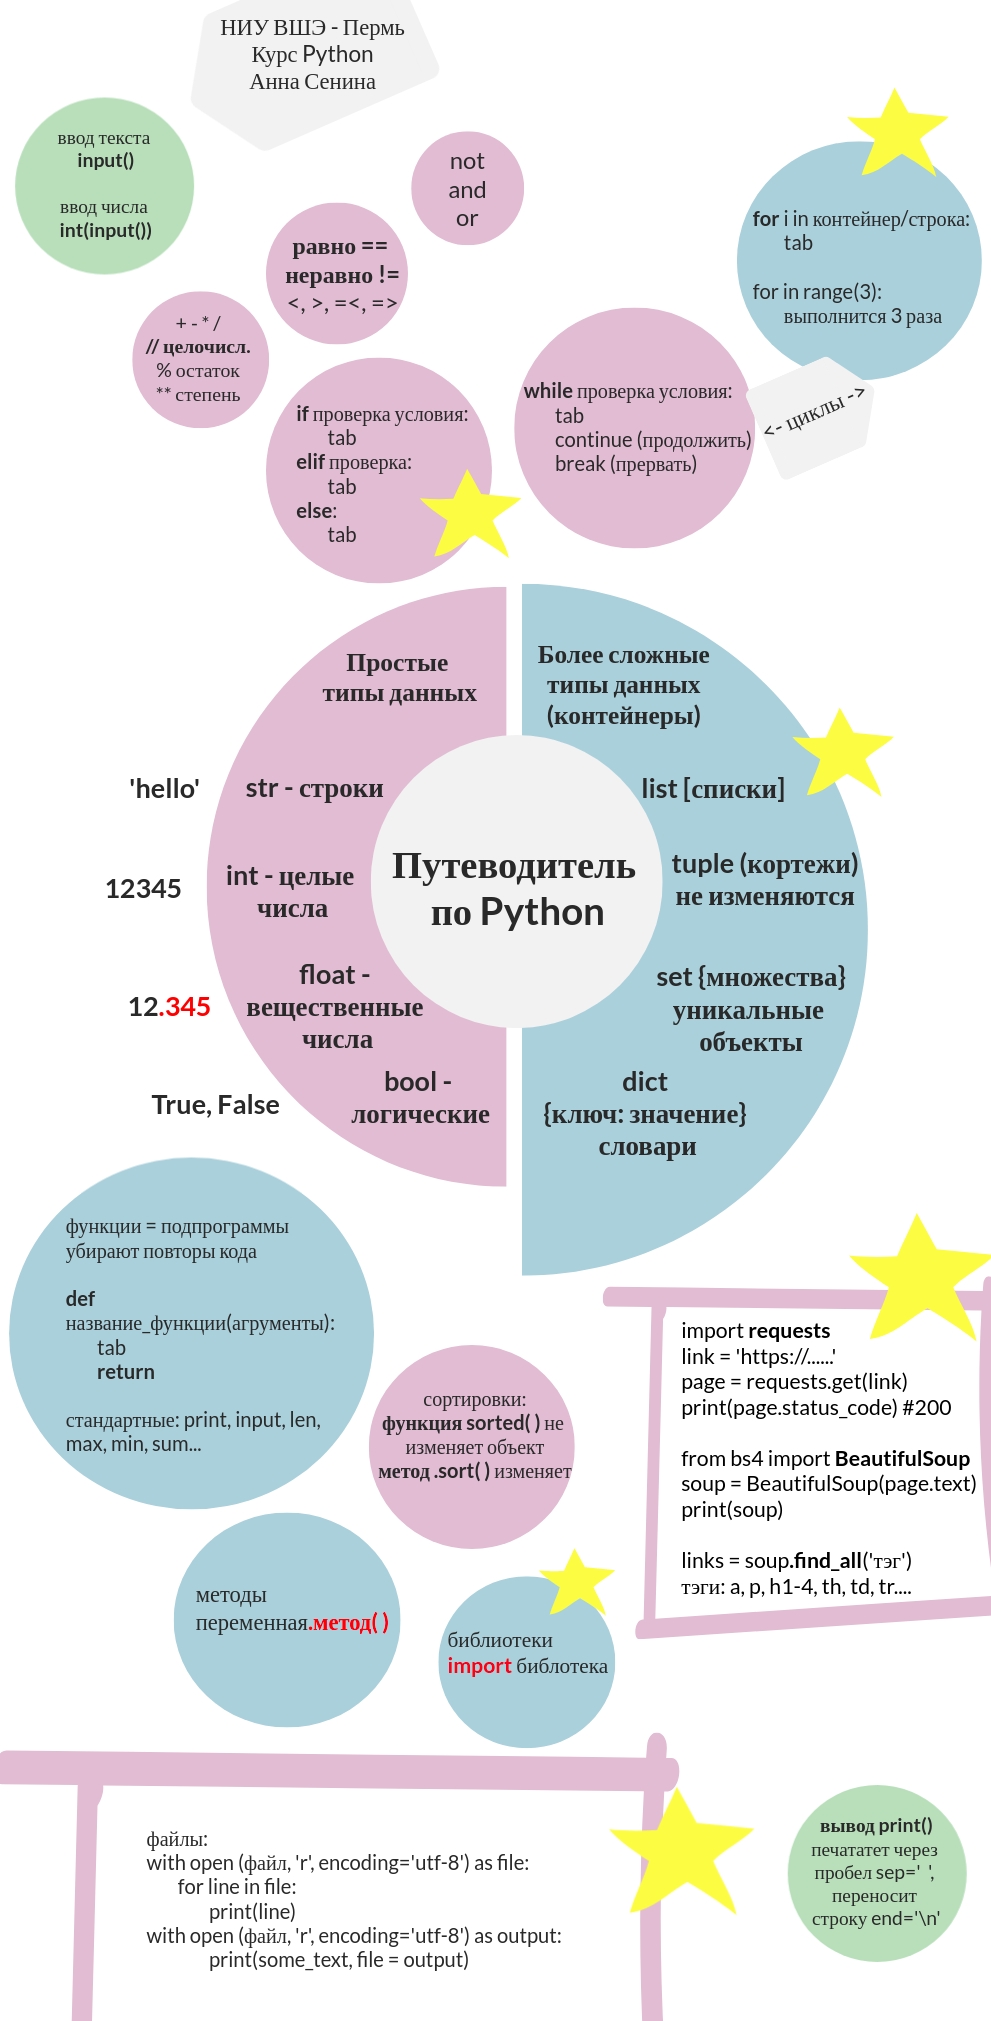 НИУ ВШЭ - Пермь
Курс Python
Анна Сенина
ввод текста
input()
ввод числа
int(input())
not
and
or
равно ==
неравно !=
<, >, =<, =>
+ - * /
// целочисл.
% остаток
** степень
for i in контейнер/строка:
tab
for in range(3):
выполнится 3 раза
if проверка условия:
tab
elif проверка:
tab
else:
tab
while проверка условия:
tab
continue (продолжить)
break (прервать)
<- циклы ->
Простые
типы данных
Более сложные
типы данных
(контейнеры)
'hello'
str - строки
list [списки]
12345
int - целые
числа
Путеводитель
по Python
tuple (кортежи)
не изменяются
12.345
float -
вещественные
числа
set {множества}
уникальные
объекты
True, False
bool -
логические
dict
{ключ: значение}
словари
функции = подпрограммы
убирают повторы кода
def
название_функции(агрументы):
tab
return
стандартные: print, input, len,
max, min, sum...
сортировки:
функция sorted( ) не
изменяет объект
метод .sort( ) изменяет
import requests
link = 'https://......'
page = requests.get(link)
print(page.status_code) #200
from bs4 import BeautifulSoup
soup = BeautifulSoup(page.text)
print(soup)
links = soup.find_all('тэг')
тэги: a, p, h1-4, th, td, tr....
методы
переменная.метод( )
библиотеки
import библотека
файлы:
with open (файл, 'r', encoding='utf-8') as file:
for line in file:
print(line)
with open (файл, 'r', encoding='utf-8') as output:
print(some_text, file = output)
вывод print()
печататет через
пробел sep=' ',
переносит
строку end='\n'